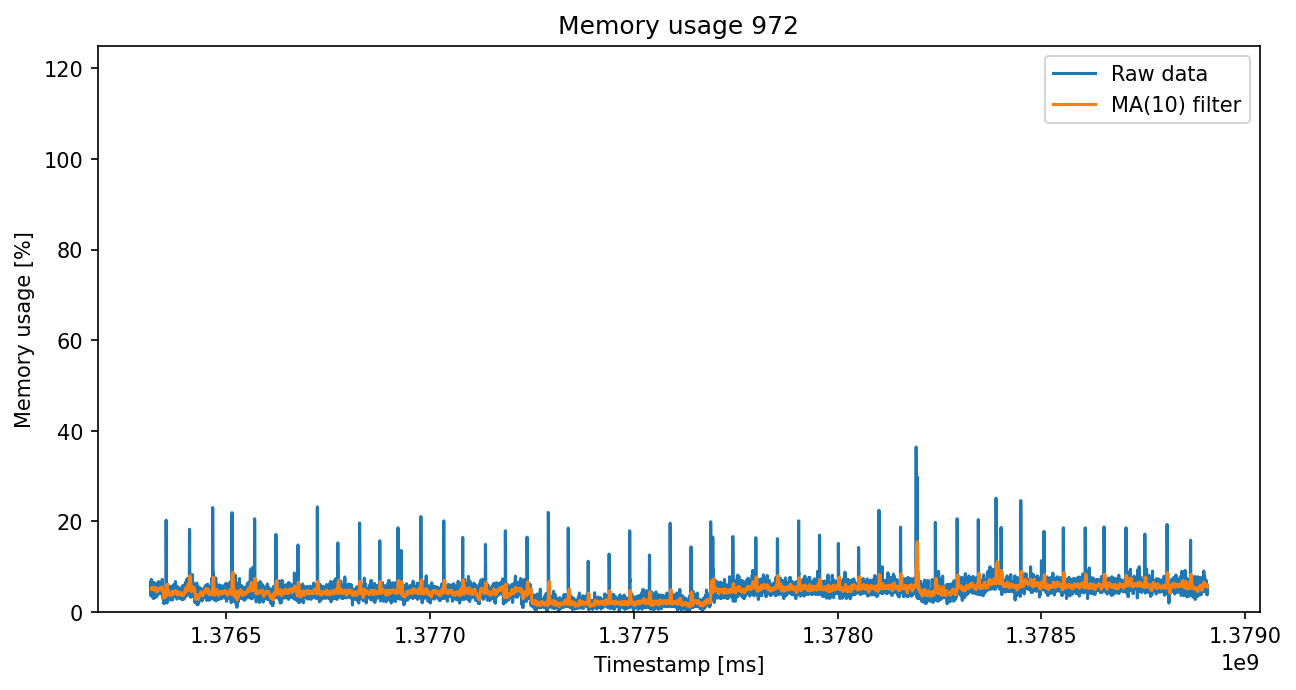 Memory usage 972
Raw data
MA(10) filter
Memory usage [%]
120
100
80
60
40
20
0
1.3765 1.3770 1.3775 1.3780 1.3785 1.3790
1e9
Timestamp [ms]